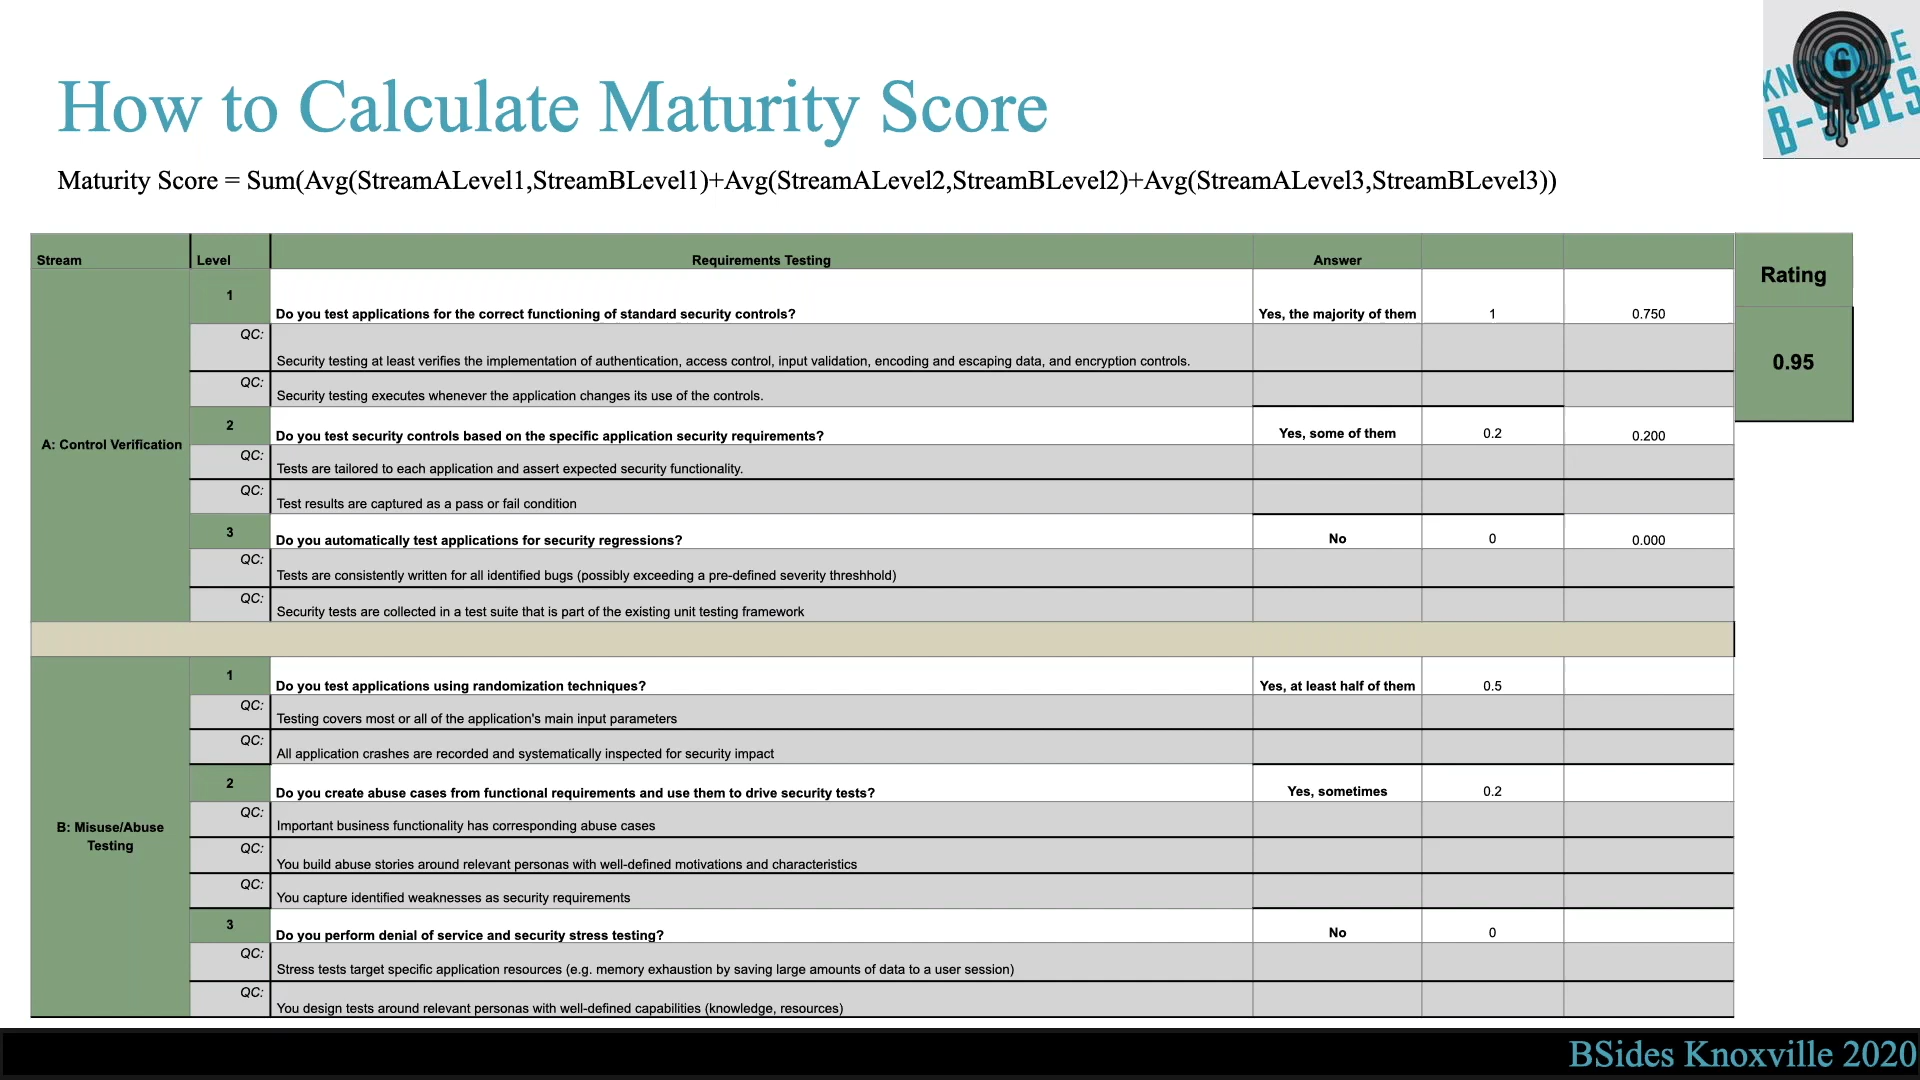 How to Calculate Maturity Score
Maturity Score = Sum(Avg(StreamALevel1,StreamBLevel1)+Avg(StreamALevel2,StreamBLevel2)+Avg(StreamALevel3,StreamBLevel3))
Stream Level Requirements Testing Answer
Rating
0.95
A: Control Verification
1 Do you test applications for the correct functioning of standard security controls? Yes, the majority of them 1 0.750
QC: Security testing at least verifies the implementation of authentication, access control, input validation, encoding and escaping data, and encryption controls.
QC: Security testing executes whenever the application changes its use of the controls.
2 Do you test security controls based on the specific application security requirements? Yes, some of them 0.2 0.200
QC: Tests are tailored to each application and assert expected security functionality.
QC: Test results are captured as a pass or fail condition
3 Do you automatically test applications for security regressions? No 0 0.000
QC: Tests are consistently written for all identified bugs (possibly exceeding a pre-defined severity threshhold)
QC: Security tests are collected in a test suite that is part of the existing unit testing framework
B: Misuse/Abuse
Testing
1 Do you test applications using randomization techniques? Yes, at least half of them 0.5
QC: Testing covers most or all of the application's main input parameters
QC: All application crashes are recorded and systematically inspected for security impact
2 Do you create abuse cases from functional requirements and use them to drive security tests? Yes, sometimes 0.2
QC: Important business functionality has corresponding abuse cases
QC: You build abuse stories around relevant personas with well-defined motivations and characteristics
QC: You capture identified weaknesses as security requirements
3 Do you perform denial of service and security stress testing? No 0
QC: Stress tests target specific application resources (e.g. memory exhaustion by saving large amounts of data to a user session)
QC: You design tests around relevant personas with well-defined capabilities (knowledge, resources)
BSides Knoxville 2020